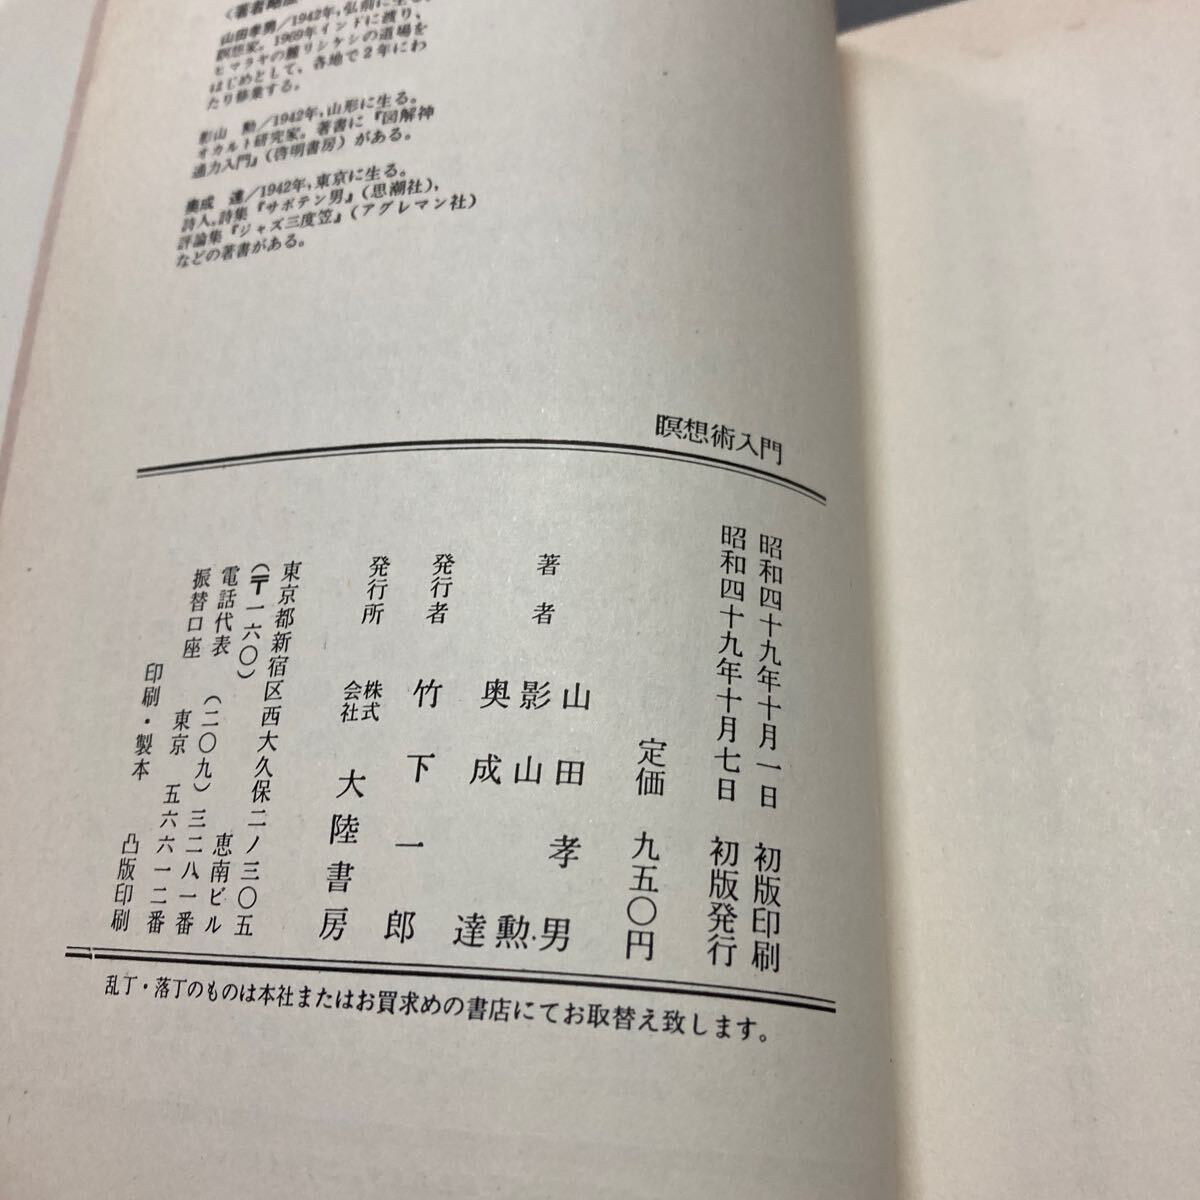 〈著者略歴
山田孝男/1942年,弘前に生る。
瞑想家。1969年インドに渡り、
ヒマラヤの麓リシケシの道場を
はじめとして、各地で2年にわ
たり修業する。
影山 勲/1942年,山形に生る。
オカルト研究家。著書に『図解神
通力入門』(啓明書房)がある。
奥成 達/1942年,東京に生る。
詩人,詩集『サボテン男』(思潮社),
評論集『ジャズ三度笠』(アグレマン社)
などの著書がある。
瞑想術入門
昭和四十九年十月一日 初版印刷
昭和四十九年十月七日 初版発行
定価 九五〇円
著者 山田孝男
影山勲
奥成達
発行者 竹下一郎
発行所 株式会社 大陸書房
東京都新宿区西大久保二ノ三〇五
(〒一六〇) 恵南ビル
電話代表 (二〇九)三二八一番
振替口座 東京 五六六一二番
印刷・製本 凸版印刷
乱丁・落丁のものは本社またはお買求めの書店にてお取替え致します。